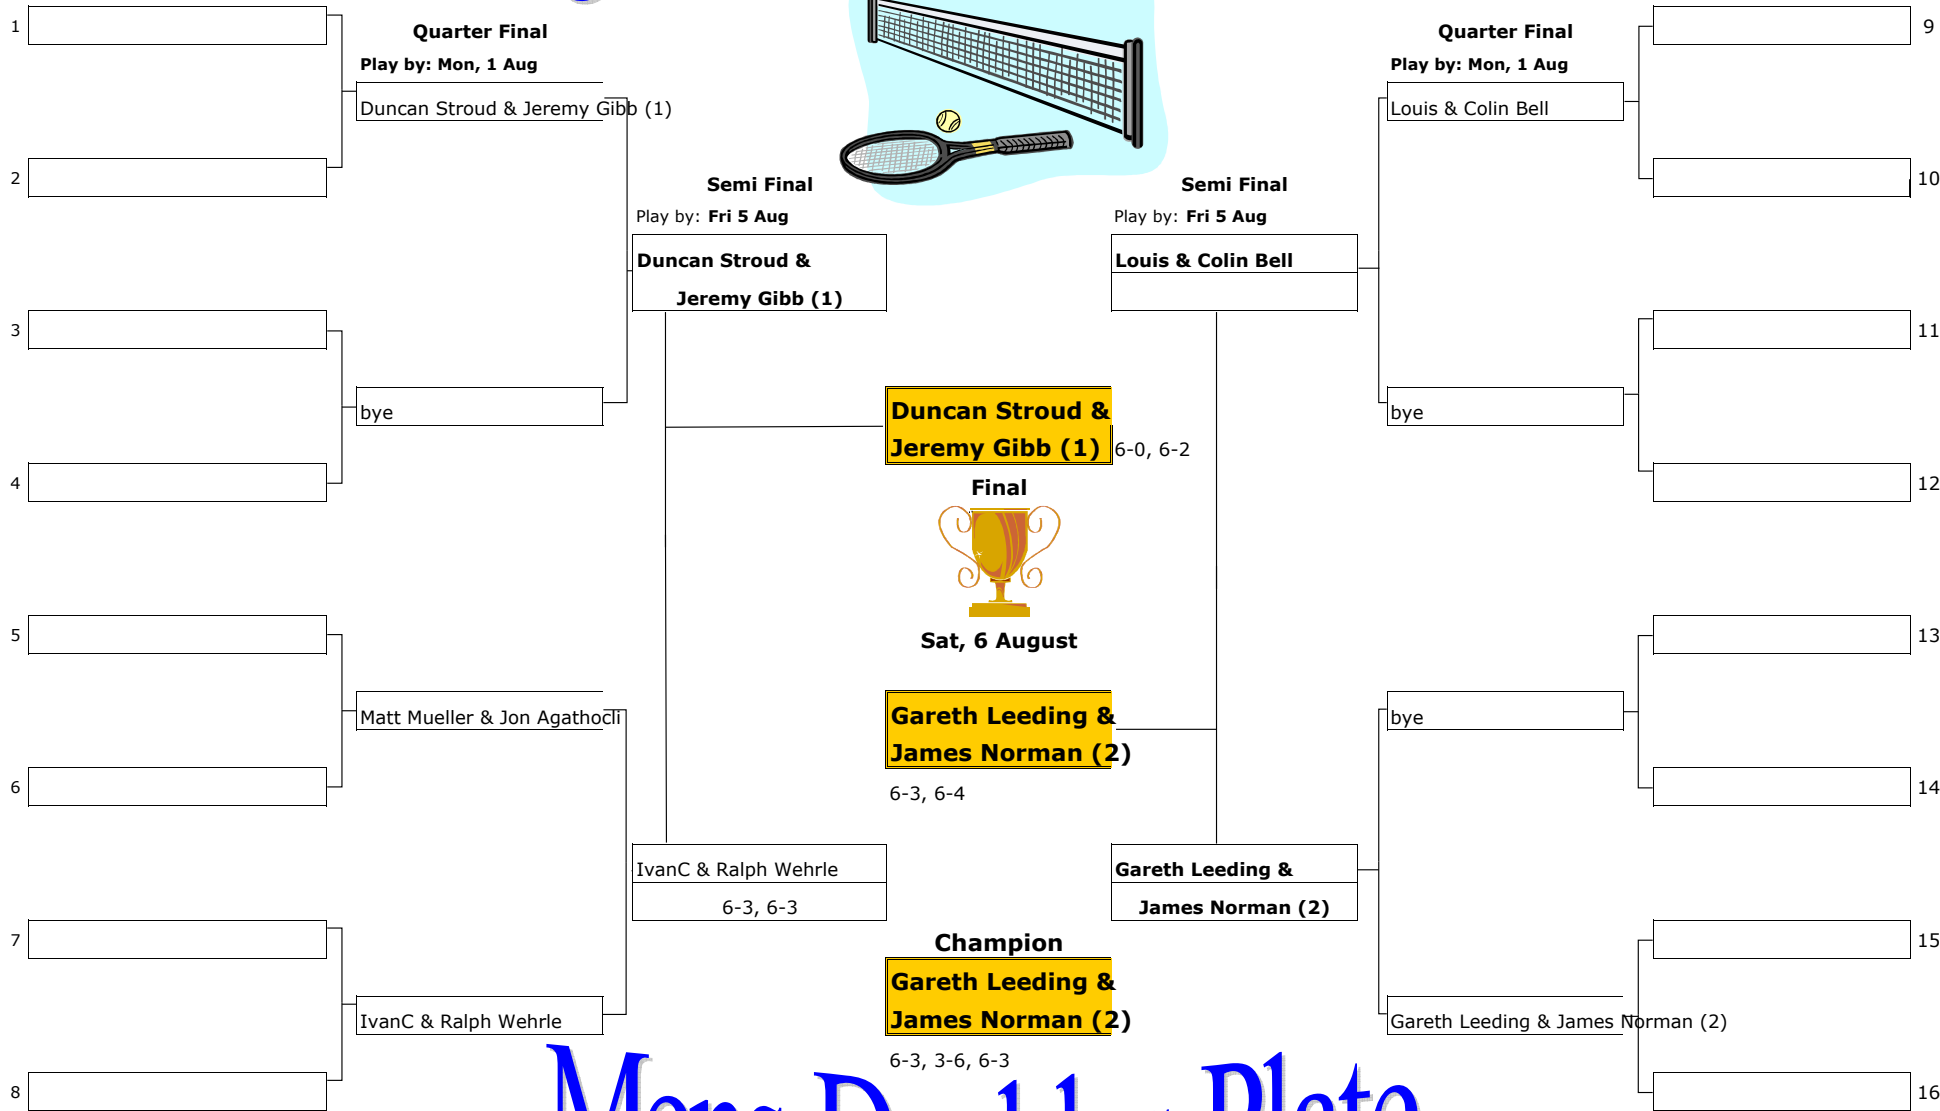 1
Quarter Final
Play by: Mon, 1 Aug
Duncan Stroud & Jeremy Gibb (1)
2
Semi Final
Play by: Fri 5 Aug
Duncan Stroud &
Jeremy Gibb (1)
3
bye
4
5
Matt Mueller & Jon Agathocli
6
IvanC & Ralph Wehrle
6-3, 6-3
7
IvanC & Ralph Wehrle
8
Duncan Stroud &
Jeremy Gibb (1) 6-0, 6-2
Final
Sat, 6 August
Gareth Leeding &
James Norman (2)
6-3, 6-4
Champion
Gareth Leeding &
James Norman (2)
6-3, 3-6, 6-3
Quarter Final
9
Play by: Mon, 1 Aug
Louis & Colin Bell
10
Semi Final
Play by: Fri 5 Aug
Louis & Colin Bell
11
bye
12
13
bye
14
Gareth Leeding &
James Norman (2)
15
Gareth Leeding & James Norman (2)
16
Mens Doubles Plate